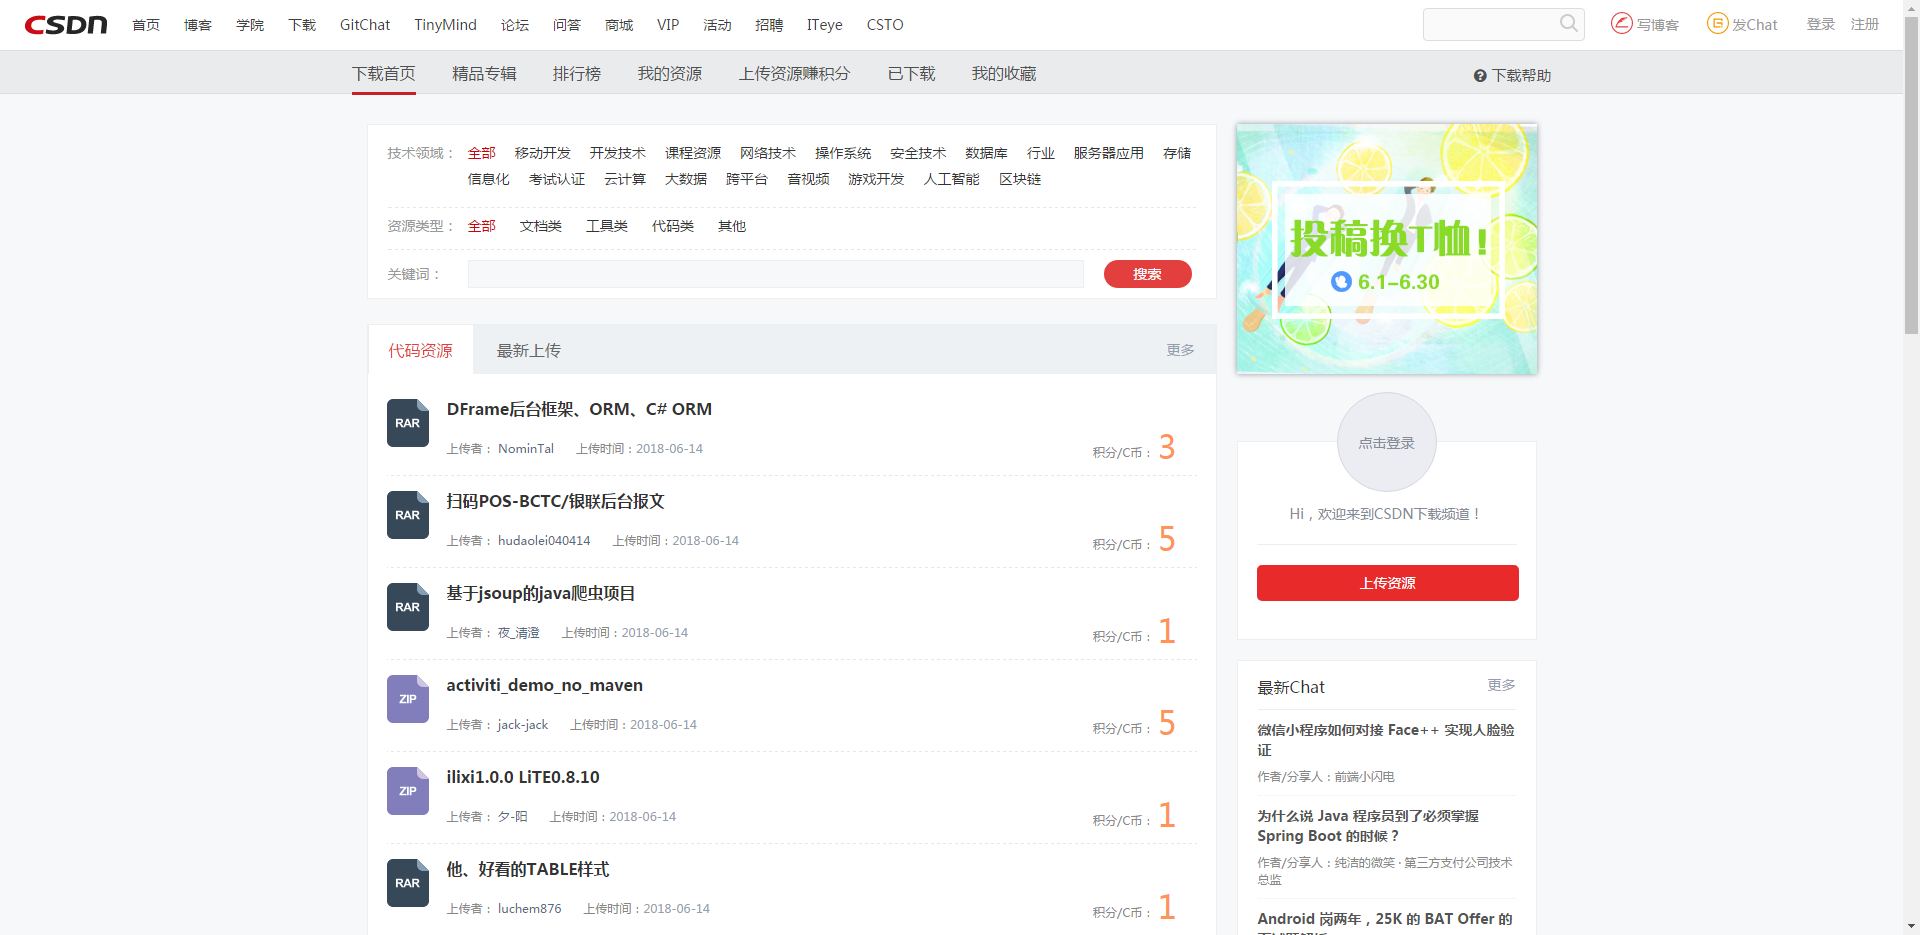 CSDN 首页 博客 学院 下载 GitChat TinyMind 论坛 问答 商城 VIP 活动 招聘 ITeye CSTO 写博客 发Chat 登录 注册
下载首页 精品专辑 排行榜 我的资源 上传资源赚积分 已下载 我的收藏 下载帮助
技术领域： 全部 移动开发 开发技术 课程资源 网络技术 操作系统 安全技术 数据库 行业 服务器应用 存储
信息化 考试认证 云计算 大数据 跨平台 音视频 游戏开发 人工智能 区块链
资源类型： 全部 文档类 工具类 代码类 其他
关键词： 搜索
投稿换T恤!
6.1-6.30
代码资源 最新上传 更多
RAR DFrame后台框架、ORM、C# ORM
上传者： NominTal 上传时间：2018-06-14 积分/C币： 3
RAR 扫码POS-BCTC/银联后台报文
上传者： hudaolei040414 上传时间：2018-06-14 积分/C币： 5
RAR 基于jsoup的java爬虫项目
上传者： 夜_清澄 上传时间：2018-06-14 积分/C币： 1
ZIP activiti_demo_no_maven
上传者： jack-jack 上传时间：2018-06-14 积分/C币： 5
ZIP ilixi1.0.0 LiTE0.8.10
上传者： 夕-阳 上传时间：2018-06-14 积分/C币： 1
RAR 他、好看的TABLE样式
上传者： luchem876 上传时间：2018-06-14 积分/C币： 1
点击登录
Hi，欢迎来到CSDN下载频道！
上传资源
最新Chat 更多
微信小程序如何对接 Face++ 实现人脸验
证
作者/分享人：前端小闪电
为什么说 Java 程序员到了必须掌握
Spring Boot 的时候？
作者/分享人：纯洁的微笑 · 第三方支付公司技术
总监
Android 岗两年，25K 的 BAT Offer 的